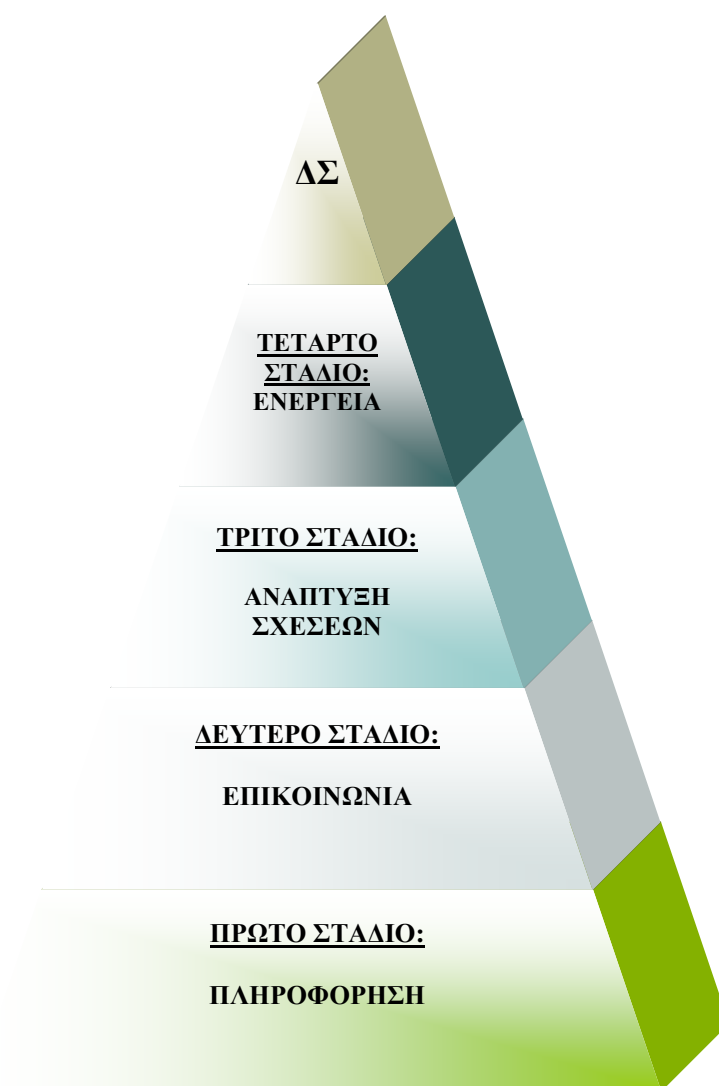 ΔΣ
ΤΕΤΑΡΤΟ
ΣΤΑΔΙΟ:
ΕΝΕΡΓΕΙΑ
ΤΡΙΤΟ ΣΤΑΔΙΟ:
ΑΝΑΠΤΥΞΗ
ΣΧΕΣΕΩΝ
ΔΕΥΤΕΡΟ ΣΤΑΔΙΟ:
ΕΠΙΚΟΙΝΩΝΙΑ
ΠΡΩΤΟ ΣΤΑΔΙΟ:
ΠΛΗΡΟΦΟΡΗΣΗ